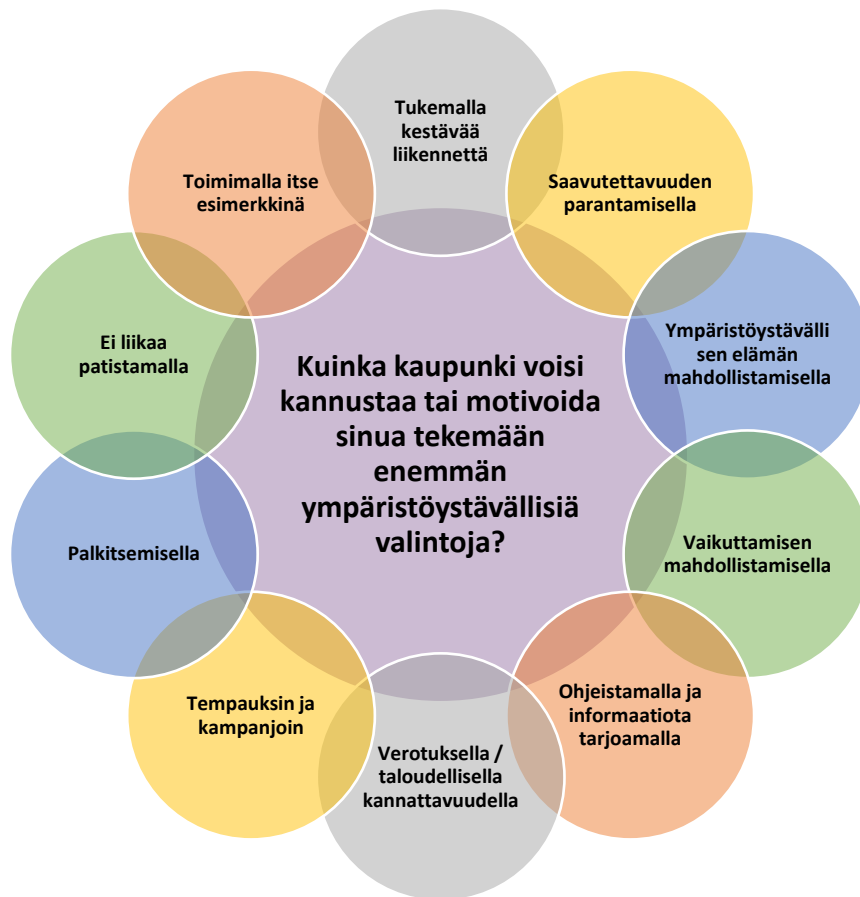 Tukemalla
kestävää
liikennettä
Saavutettavuuden
parantamisella
Ympäristöystävälli
sen elämän
mahdollistamisella
Vaikuttamisen
mahdollistamisella
Ohjeistamalla ja
informaatiota
tarjoamalla
Verotuksella /
taloudellisella
kannattavuudella
Tempauksin ja
kampanjoin
Palkitsemisella
Ei liikaa
patistamalla
Toimimalla itse
esimerkkinä
Kuinka kaupunki voisi
kannustaa tai motivoida
sinua tekemään
enemmän
ympäristöystävällisiä
valintoja?